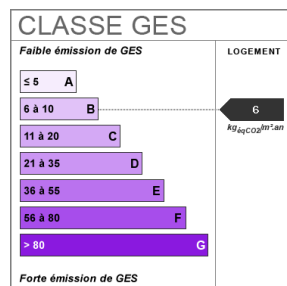 CLASSE GES
Faible émission de GES
LOGEMENT
≤ 5 A
6 à 10 B
6
kgéqCO2/m².an
11 à 20 C
21 à 35 D
36 à 55 E
56 à 80 F
> 80 G
Forte émission de GES